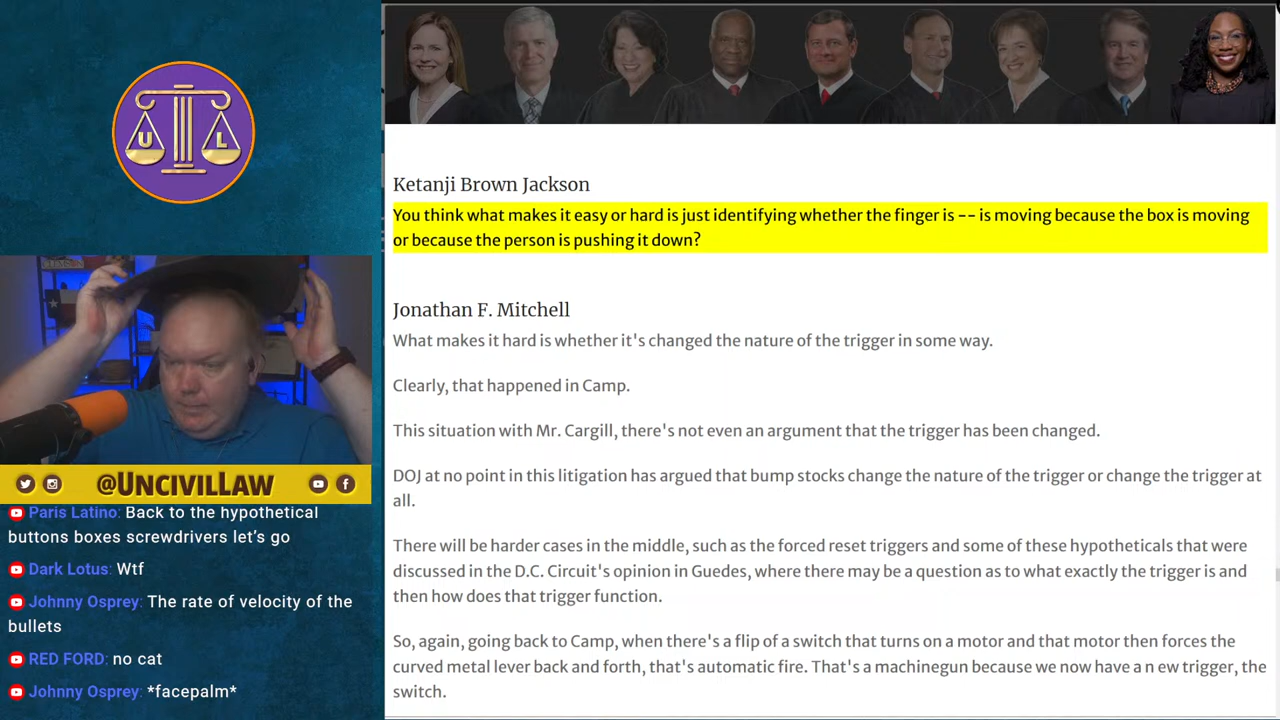 U L
@UNCIVILLAW
Paris Latino: Back to the hypothetical
buttons boxes screwdrivers let’s go
Dark Lotus: Wtf
Johnny Osprey: The rate of velocity of the
bullets
RED FORD: no cat
Johnny Osprey: *facepalm*
Ketanji Brown Jackson
You think what makes it easy or hard is just identifying whether the finger is -- is moving because the box is moving
or because the person is pushing it down?
Jonathan F. Mitchell
What makes it hard is whether it's changed the nature of the trigger in some way.
Clearly, that happened in Camp.
This situation with Mr. Cargill, there's not even an argument that the trigger has been changed.
DOJ at no point in this litigation has argued that bump stocks change the nature of the trigger or change the trigger at
all.
There will be harder cases in the middle, such as the forced reset triggers and some of these hypotheticals that were
discussed in the D.C. Circuit's opinion in Guedes, where there may be a question as to what exactly the trigger is and
then how does that trigger function.
So, again, going back to Camp, when there's a flip of a switch that turns on a motor and that motor then forces the
curved metal lever back and forth, that's automatic fire. That's a machinegun because we now have a n ew trigger, the
switch.